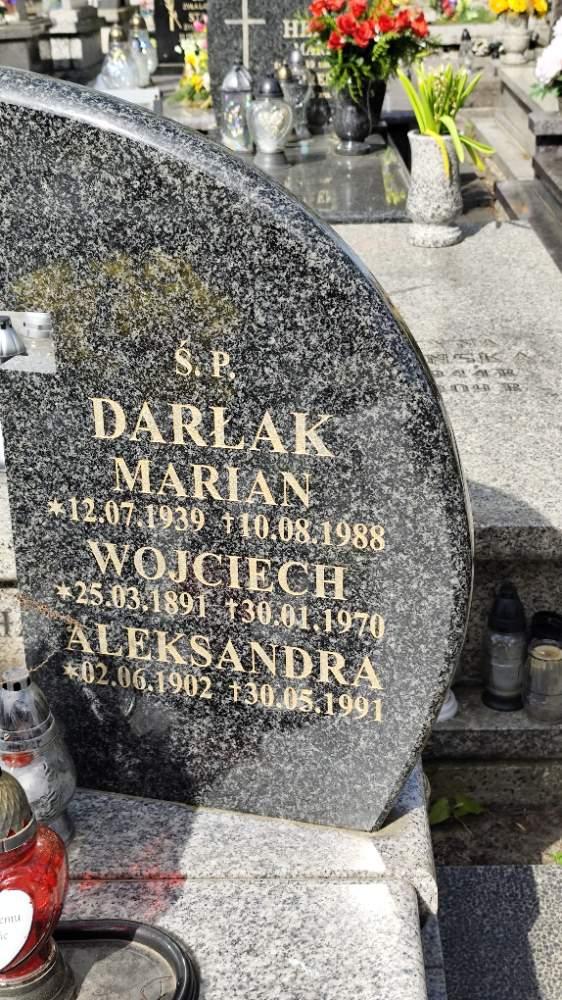 Ś. P.
DARŁAK
MARIAN
*12.07.1939 †10.08.1988
WOJCIECH
*25.03.1891 †30.01.1970
ALEKSANDRA
*02.06.1902 †30.05.1991